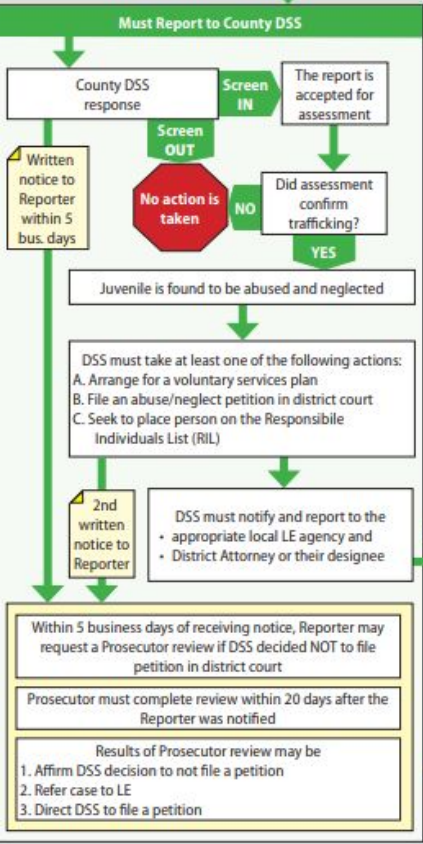 Must Report to County DSS
County DSS
response
Screen
IN
The report is
accepted for
assessment
Screen
OUT
Written
notice to
Reporter
within 5
bus. days
No action is
taken
NO
Did assessment
confirm
trafficking?
YES
Juvenile is found to be abused and neglected
DSS must take at least one of the following actions:
A. Arrange for a voluntary services plan
B. File an abuse/neglect petition in district court
C. Seek to place person on the Responsibile
Individuals List (RIL)
2nd
written
notice to
Reporter
DSS must notify and report to the
• appropriate local LE agency and
• District Attorney or their designee
Within 5 business days of receiving notice, Reporter may
request a Prosecutor review if DSS decided NOT to file
petition in district court
Prosecutor must complete review within 20 days after the
Reporter was notified
Results of Prosecutor review may be
1. Affirm DSS decision to not file a petition
2. Refer case to LE
3. Direct DSS to file a petition